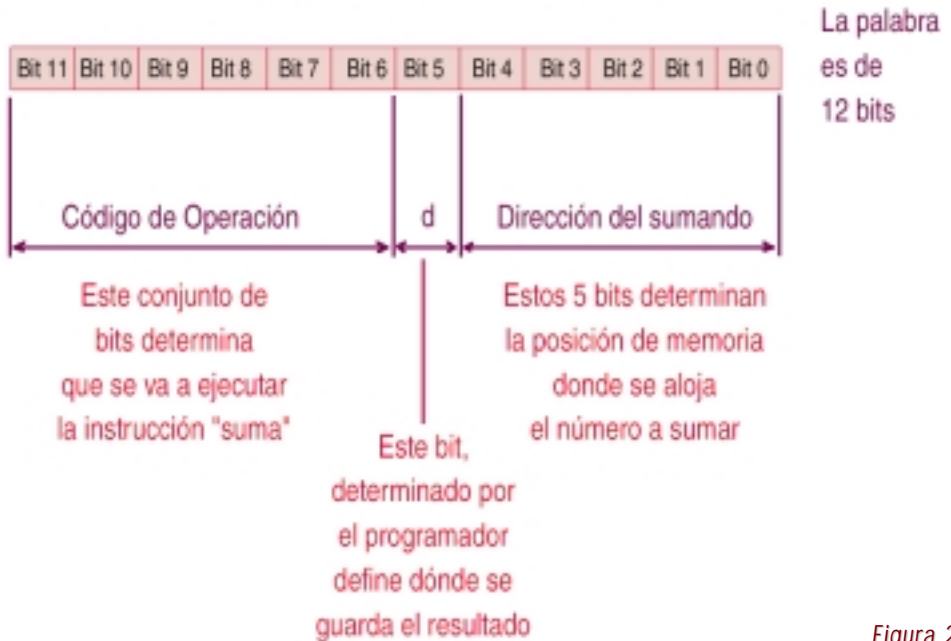 La palabra
es de
12 bits
Bit 11 Bit 10 Bit 9 Bit 8 Bit 7 Bit 6 Bit 5 Bit 4 Bit 3 Bit 2 Bit 1 Bit 0
Código de Operación d Dirección del sumando
Este conjunto de
bits determina
que se va a ejecutar
la instrucción "suma"
Estos 5 bits determinan
la posición de memoria
donde se aloja
el número a sumar
Este bit,
determinado por
el programador
define dónde se
guarda el resultado
Figura